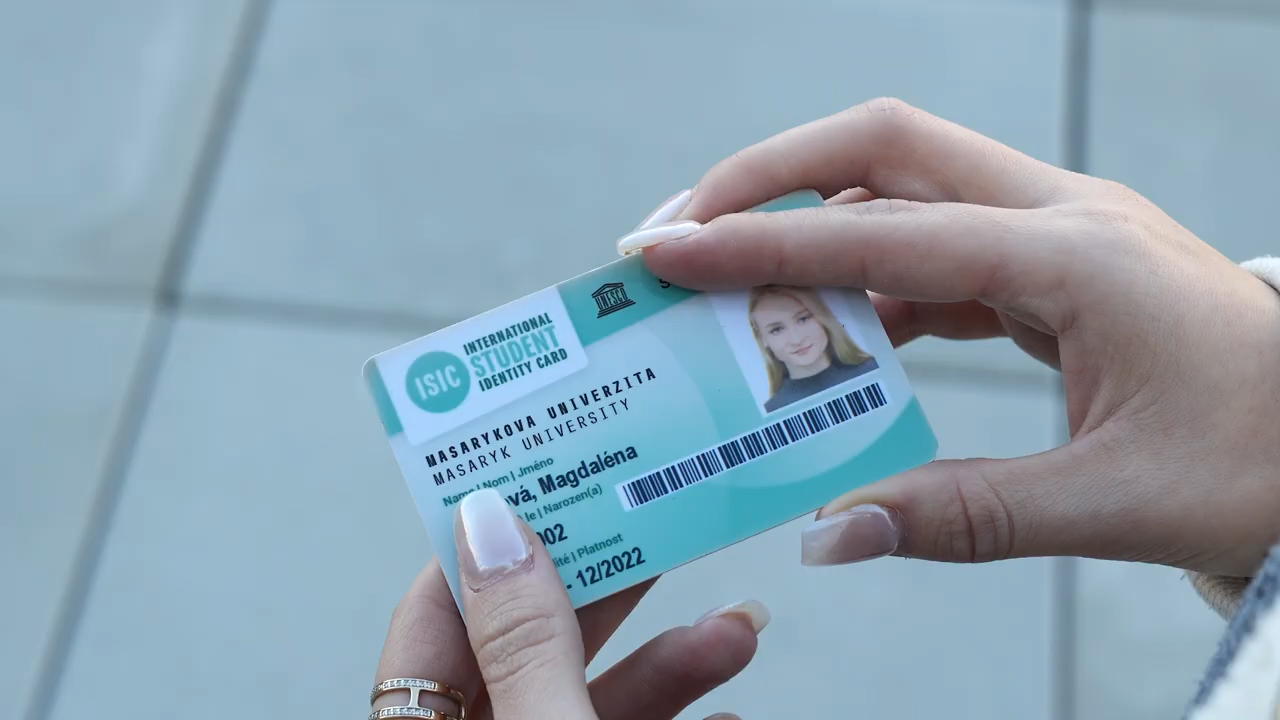 UNESCO
ISIC
INTERNATIONAL
STUDENT
IDENTITY CARD
MASARYKOVA UNIVERZITA
MASARYK UNIVERSITY
Nom | Jméno
ová, Magdaléna
le | Narozen(a)
002
lité | Platnost
- 12/2022